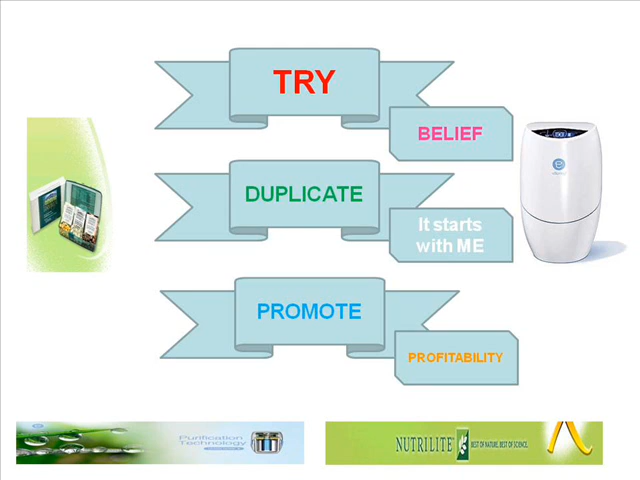 TRY
BELIEF
DUPLICATE
It starts
with ME
PROMOTE
PROFITABILITY
Purification
Technology
NUTRILITE
BEST OF NATURE. BEST OF SCIENCE.